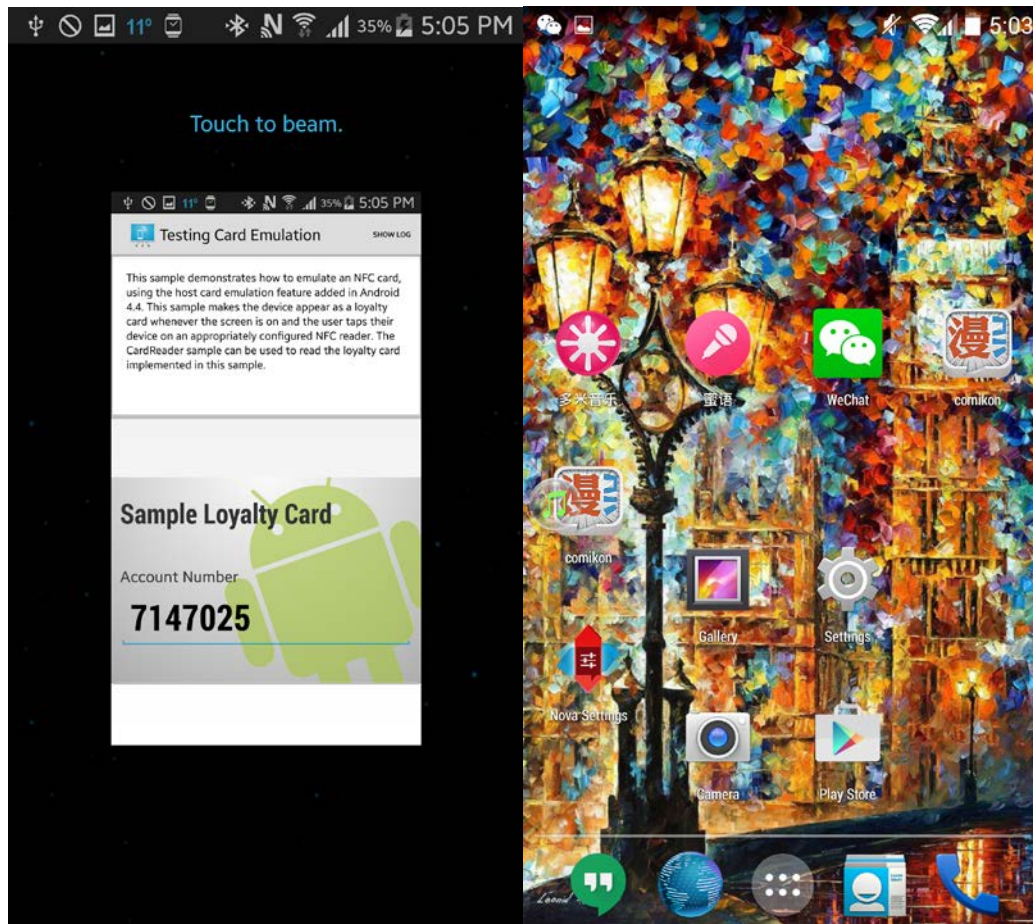 11° 35% 5:05 PM
Touch to beam.
11° 35% 5:05 PM
Testing Card Emulation SHOW LOG
This sample demonstrates how to emulate an NFC card,
using the host card emulation feature added in Android
4.4. This sample makes the device appear as a loyalty
card whenever the screen is on and the user taps their
device on an appropriately configured NFC reader. The
CardReader sample can be used to read the loyalty card
implemented in this sample.
Sample Loyalty Card
Account Number
7147025
5:03
漫
多米音乐 蜜语 WeChat comikon
漫
comikon
Gallery Settings
Nova Settings
Camera Play Store